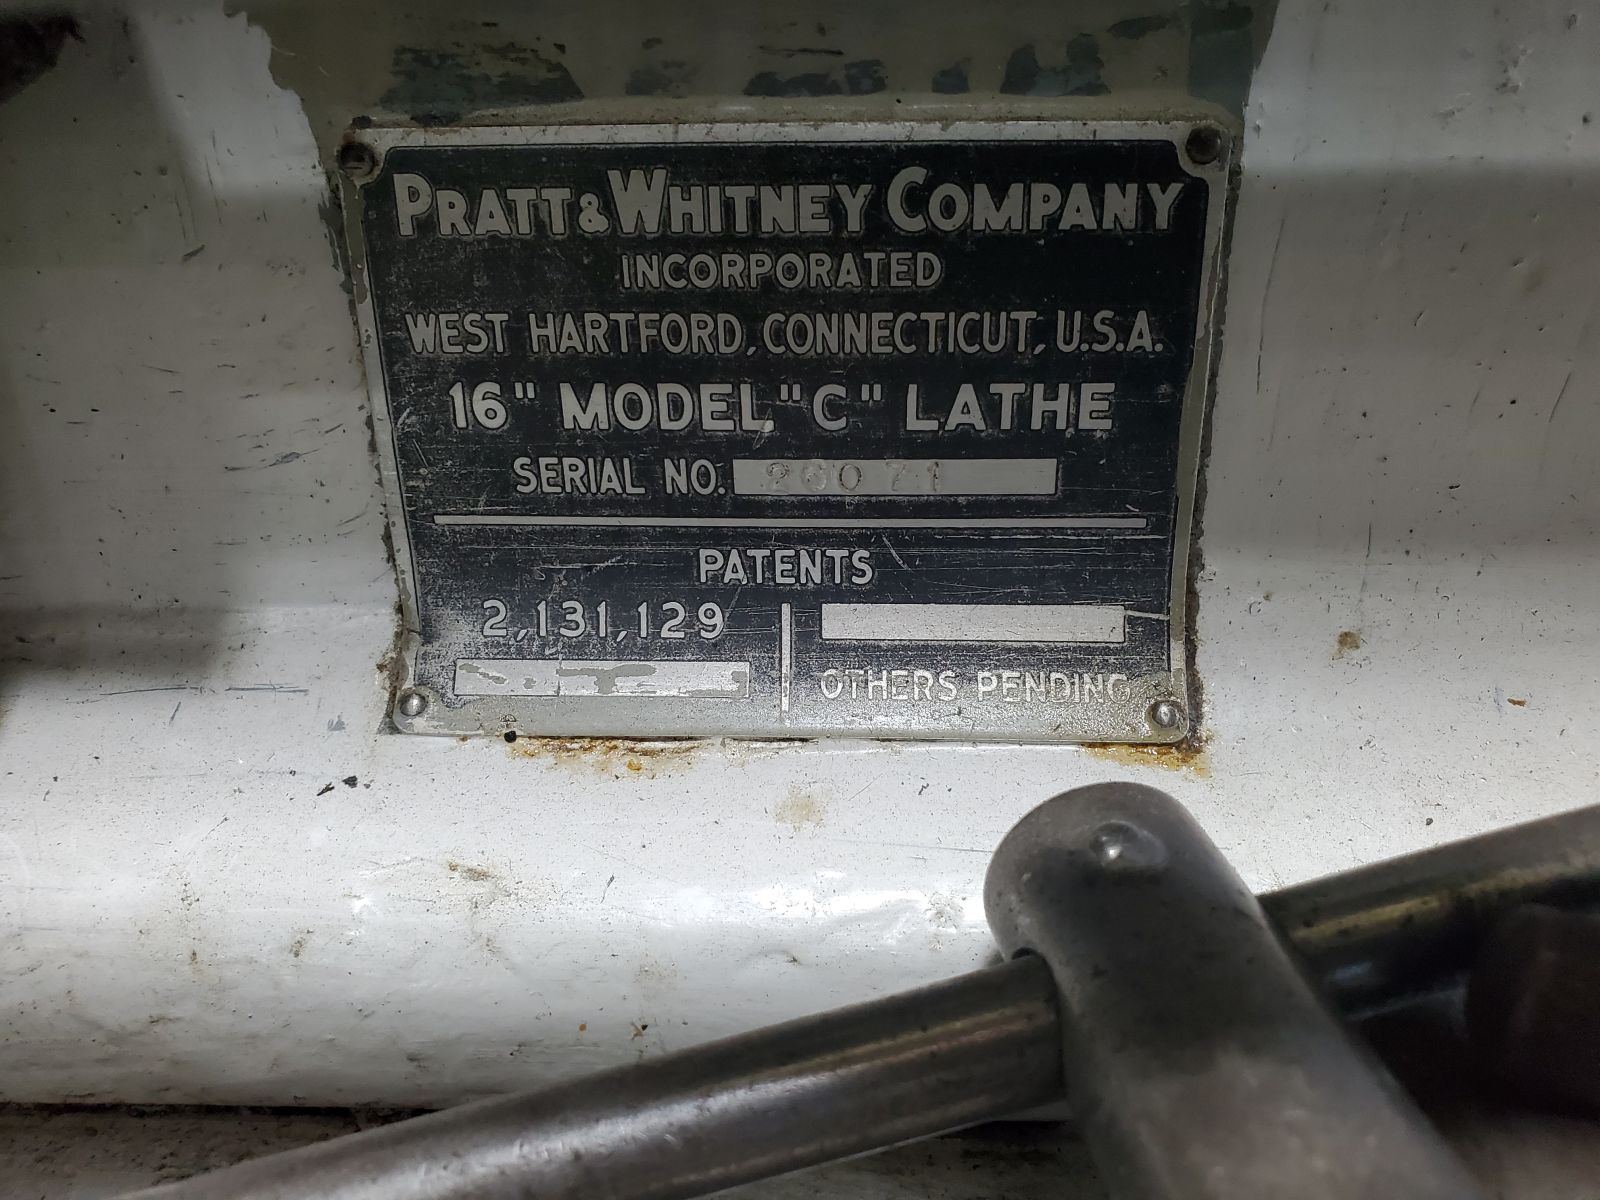 PRATT & WHITNEY COMPANY
INCORPORATED
WEST HARTFORD, CONNECTICUT, U.S.A.
16" MODEL "C" LATHE
SERIAL NO.
PATENTS
2,131,129
OTHERS PENDING